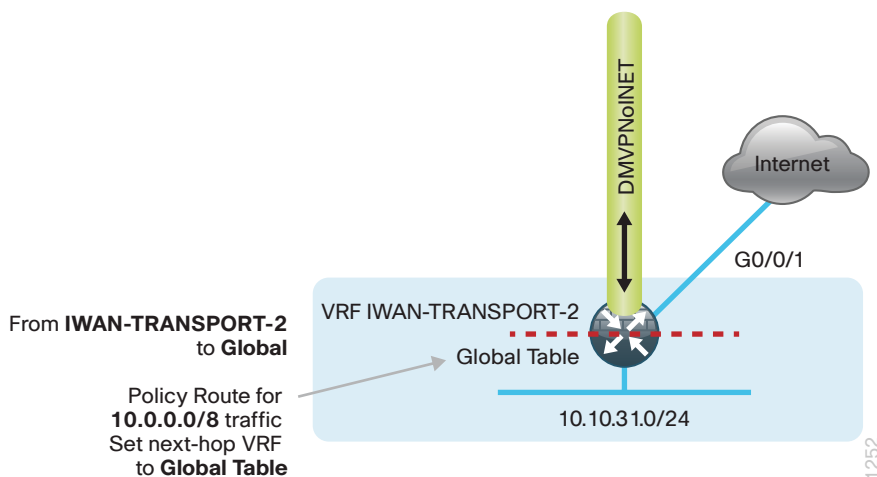 DMVPNoINET
Internet
G0/0/1
VRF IWAN-TRANSPORT-2
Global Table
10.10.31.0/24
From IWAN-TRANSPORT-2
to Global
Policy Route for
10.0.0.0/8 traffic
Set next-hop VRF
to Global Table
1252